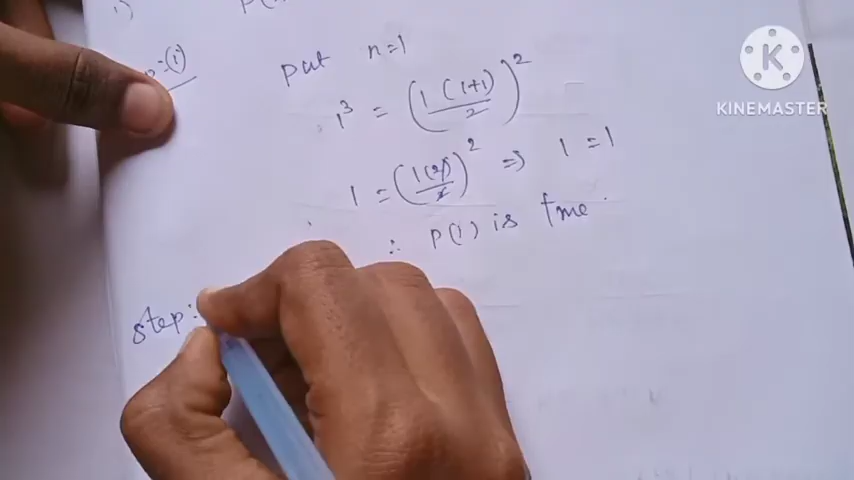 i)
:(i)
put n=1
1³ = (1(1+1)/2)²
1 = (1(2)/2)² ⇒ 1 = 1
∴ P(1) is true.
step:
KINEMASTER